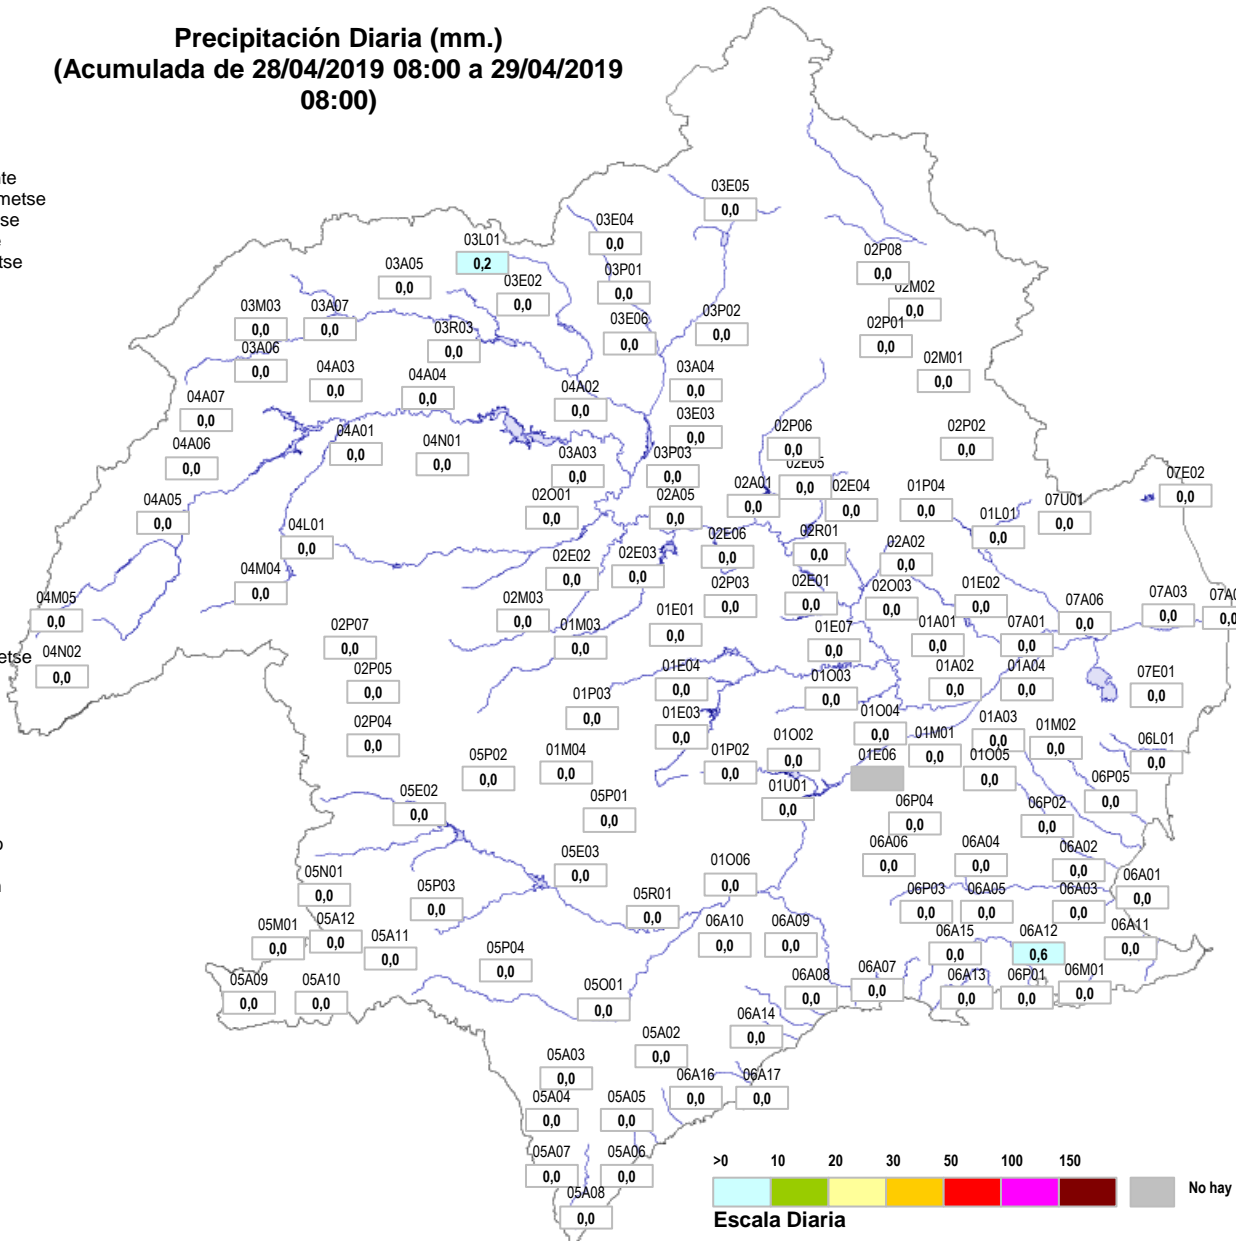 Precipitación Diaria (mm.)
(Acumulada de 28/04/2019 08:00 a 29/04/2019
08:00)
03E05
0,0
03E04
0,0
03L01
0,2
02P08
0,0
03A05
0,0
03P01
0,0
03E02
0,0
02M02
0,0
03M03
0,0
03A07
0,0
03P02
0,0
03E06
0,0
03R03
0,0
02P01
0,0
03A06
0,0
02M01
0,0
04A03
0,0
04A04
0,0
03A04
0,0
04A02
0,0
04A07
0,0
03E03
0,0
04A01
0,0
04N01
0,0
02P06
0,0
02P02
0,0
04A06
0,0
03A03
0,0
03P03
0,0
02E05
0,0
07E02
0,0
02A01
0,0
02E04
0,0
01P04
0,0
04A05
0,0
02O01
0,0
02A05
0,0
01L01
0,0
07U01
0,0
04L01
0,0
02E06
0,0
02R01
0,0
02A02
0,0
02E02
0,0
02E03
0,0
04M04
0,0
02P03
0,0
02E01
0,0
02O03
0,0
01E02
0,0
07A03
0,0
07A0
0,0
04M05
0,0
02M03
0,0
01E01
0,0
07A06
0,0
02P07
0,0
01M03
0,0
01E07
0,0
01A01
0,0
07A01
0,0
etse
04N02
0,0
02P05
0,0
01E04
0,0
01O03
0,0
01A02
0,0
01A04
0,0
07E01
0,0
01P03
0,0
01E03
0,0
01O04
0,0
01A03
0,0
01M02
0,0
02P04
0,0
05P02
0,0
01M04
0,0
01P02
0,0
01O02
0,0
01E06
01M01
0,0
01O05
0,0
06L01
0,0
05E02
0,0
05P01
0,0
01U01
0,0
06P04
0,0
06P02
0,0
06P05
0,0
05E03
0,0
01O06
0,0
06A06
0,0
06A04
0,0
06A02
0,0
05N01
0,0
05P03
0,0
05R01
0,0
06P03
0,0
06A05
0,0
06A03
0,0
06A01
0,0
05M01
0,0
05A12
0,0
05A11
0,0
05P04
0,0
06A10
0,0
06A09
0,0
06A15
0,0
06A12
0,6
06A11
0,0
05A09
0,0
05A10
0,0
05O01
0,0
06A08
0,0
06A07
0,0
06A13
0,0
06P01
0,0
06M01
0,0
05A02
0,0
06A14
0,0
05A03
0,0
06A16
0,0
06A17
0,0
05A04
0,0
05A05
0,0
05A07
0,0
05A06
0,0
05A08
0,0
>0 10 20 30 50 100 150
No hay
Escala Diaria